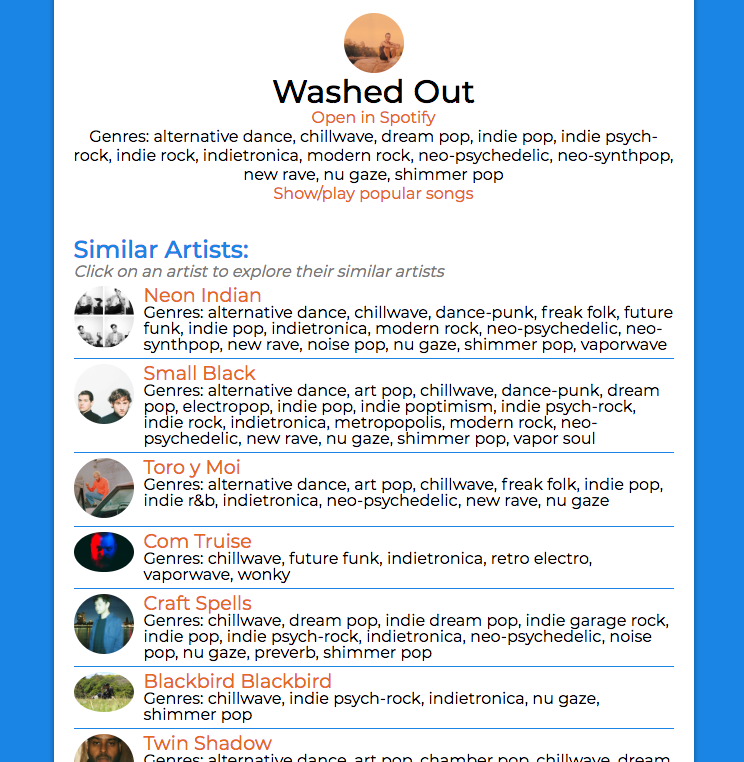 Washed Out
Open in Spotify
Genres: alternative dance, chillwave, dream pop, indie pop, indie psych-
rock, indie rock, indietronica, modern rock, neo-psychedelic, neo-synthpop,
new rave, nu gaze, shimmer pop
Show/play popular songs
Similar Artists:
Click on an artist to explore their similar artists
Neon Indian
Genres: alternative dance, chillwave, dance-punk, freak folk, future
funk, indie pop, indietronica, modern rock, neo-psychedelic, neo-
synthpop, new rave, noise pop, nu gaze, shimmer pop, vaporwave
Small Black
Genres: alternative dance, art pop, chillwave, dance-punk, dream
pop, electropop, indie pop, indie poptimism, indie psych-rock,
indie rock, indietronica, metropopolis, modern rock, neo-
psychedelic, new rave, nu gaze, shimmer pop, vapor soul
Toro y Moi
Genres: alternative dance, art pop, chillwave, freak folk, indie pop,
indie r&b, indietronica, neo-psychedelic, new rave, nu gaze
Com Truise
Genres: chillwave, future funk, indietronica, retro electro,
vaporwave, wonky
Craft Spells
Genres: chillwave, dream pop, indie dream pop, indie garage rock,
indie pop, indie psych-rock, indietronica, neo-psychedelic, noise
pop, nu gaze, preverb, shimmer pop
Blackbird Blackbird
Genres: chillwave, indie psych-rock, indietronica, nu gaze,
shimmer pop
Twin Shadow
Genres: alternative dance, art pop, chamber pop, chillwave, dream